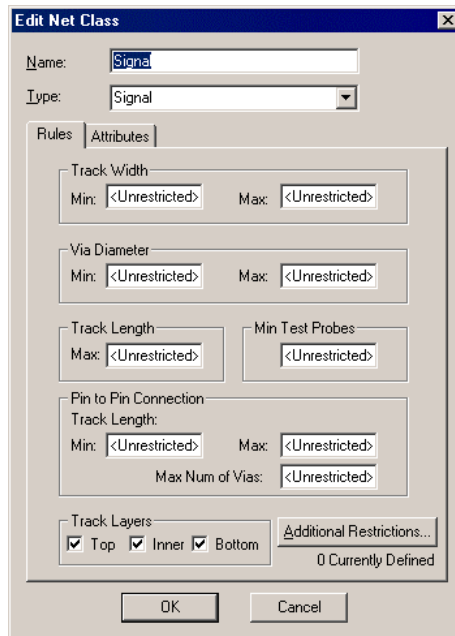 Edit Net Class
Name: Signal
Type: Signal
Rules Attributes
Track Width
Min: <Unrestricted> Max: <Unrestricted>
Via Diameter
Min: <Unrestricted> Max: <Unrestricted>
Track Length Min Test Probes
Max: <Unrestricted> <Unrestricted>
Pin to Pin Connection
Track Length:
Min: <Unrestricted> Max: <Unrestricted>
Max Num of Vias: <Unrestricted>
Track Layers
Top Inner Bottom Additional Restrictions...
0 Currently Defined
OK Cancel